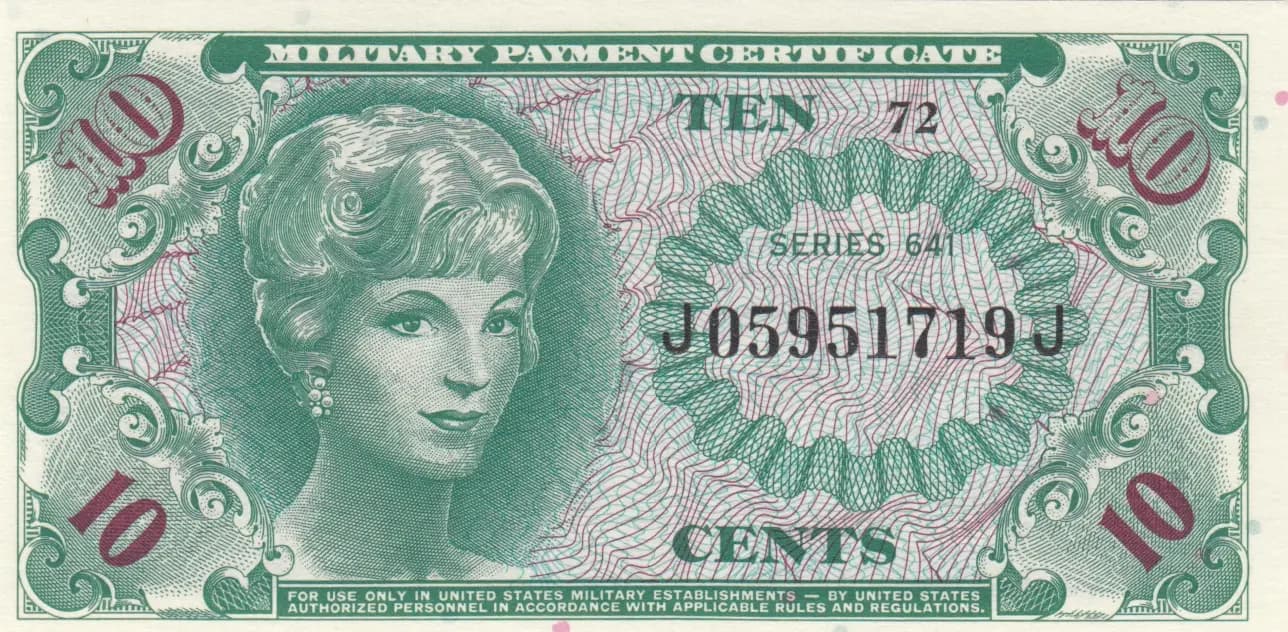 MILITARY PAYMENT CERTIFICATE
10
10
TEN 72
SERIES 641
J05951719J
10
10
CENTS
FOR USE ONLY IN UNITED STATES MILITARY ESTABLISHMENTS — BY UNITED STATES
AUTHORIZED PERSONNEL IN ACCORDANCE WITH APPLICABLE RULES AND REGULATIONS.